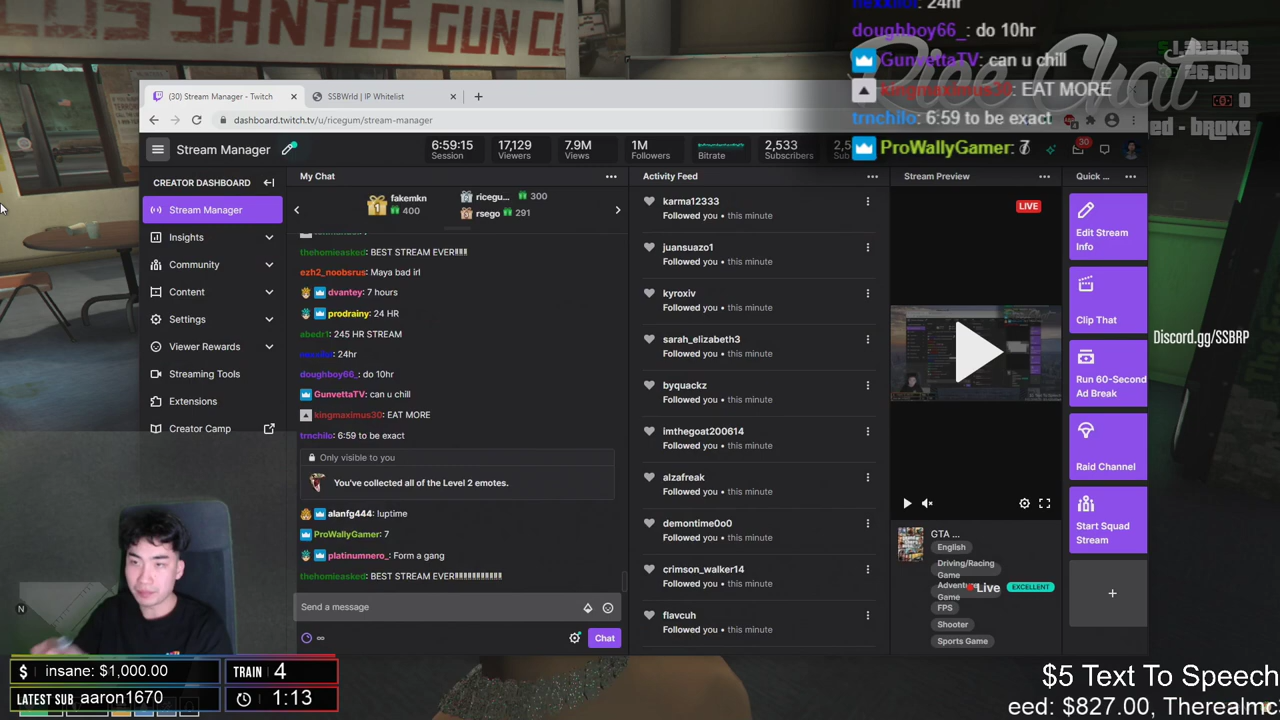 LOS SANTOS GUN CL
nekxllol: 24hr
doughboy66_: do 10hr
GunvettaTV: can u chill
kingmaximus30: EAT MORE
trnchilo: 6:59 to be exact
ProWallyGamer: 7
Rice Chat
(30) Stream Manager - Twitch
SSBWrld | IP Whitelist
dashboard.twitch.tv/u/ricegum/stream-manager
Stream Manager
6:59:15
Session
17,129
Viewers
7.9M
Views
1M
Followers
Bitrate
2,533
Subscribers
30
CREATOR DASHBOARD
Stream Manager
Insights
Community
Content
Settings
Viewer Rewards
Streaming Tools
Extensions
Creator Camp
My Chat
1
fakemkn
400
ricegu... 300
rsego 291
thehomieasked: BEST STREAM EVER!!!!!
ezh2_noobsrus: Maya bad irl
dvantey: 7 hours
prodrainy: 24 HR
abedr1: 245 HR STREAM
24hr
doughboy66_: do 10hr
GunvettaTV: can u chill
kingmaximus30: EAT MORE
trnchilo: 6:59 to be exact
Only visible to you
You've collected all of the Level 2 emotes.
alanfg444: !uptime
ProWallyGamer: 7
platinumnero_: Form a gang
thehomieasked: BEST STREAM EVER!!!!!!!!!!!!!!
Send a message
Chat
Activity Feed
karma12333
Followed you • this minute
juansuazo1
Followed you • this minute
kyroxiv
Followed you • this minute
sarah_elizabeth3
Followed you • this minute
byquackz
Followed you • this minute
imthegoat200614
Followed you • this minute
alzafreak
Followed you • this minute
demontime0o0
Followed you • this minute
crimson_walker14
Followed you • this minute
flavcuh
Followed you • this minute
Stream Preview
LIVE
GTA ...
English
Driving/Racing Game
Adventure Game
FPS
Shooter
Sports Game
Live
EXCELLENT
Quick ...
Edit Stream Info
Clip That
Run 60-Second Ad Break
Raid Channel
Start Squad Stream
Discord.gg/SSBRP
N
$ insane: $1,000.00
TRAIN 4
LATEST SUB aaron1670
1:13
$5 Text To Speech
eed: $827.00, Therealmc